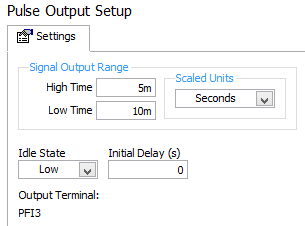 Pulse Output Setup
Settings
Signal Output Range
Scaled Units
High Time 5m
Seconds
Low Time 10m
Idle State Initial Delay (s)
Low 0
Output Terminal:
PFI3